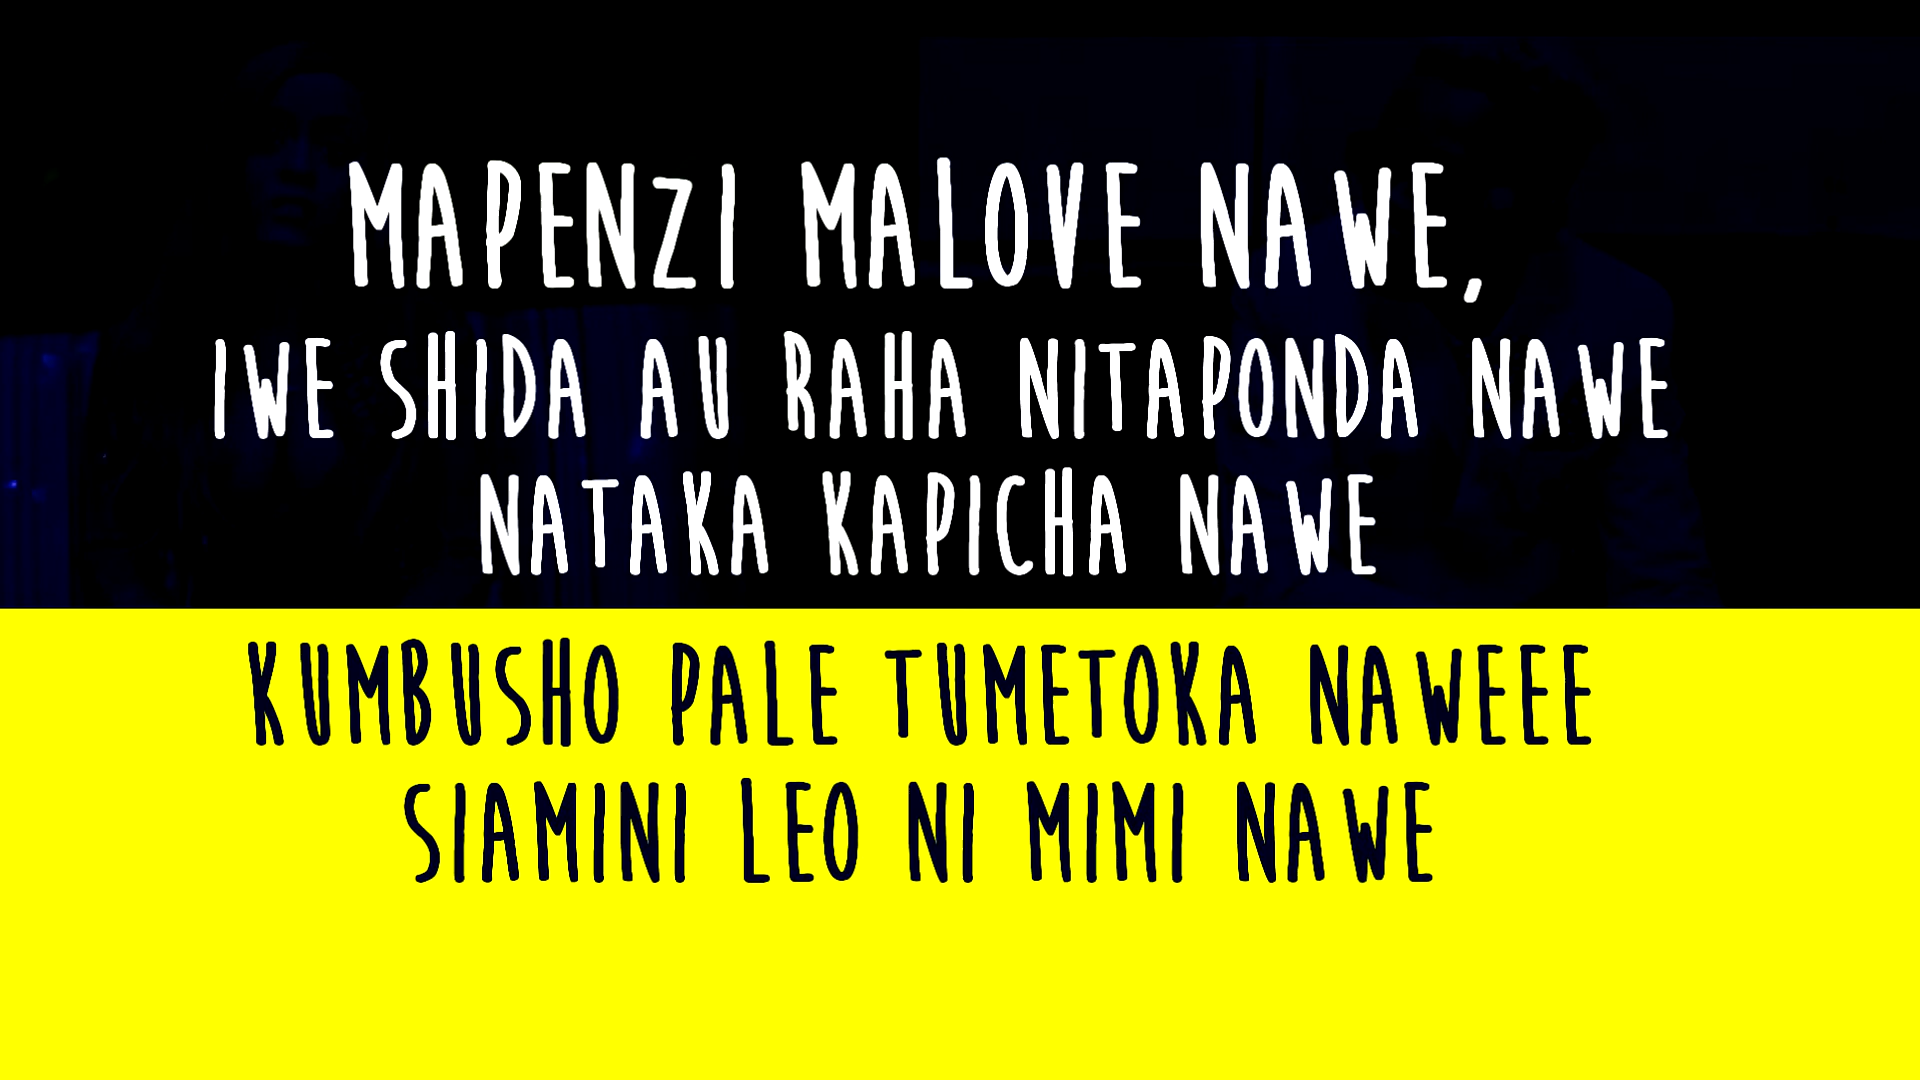 MAPENZI MALOVE NAWE,
IWE SHIDA AU RAHA NITAPONDA NAWE
NATAKA KAPICHA NAWE
KUMBUSHO PALE TUMETOKA NAWEEE
SIAMINI LEO NI MIMI NAWE